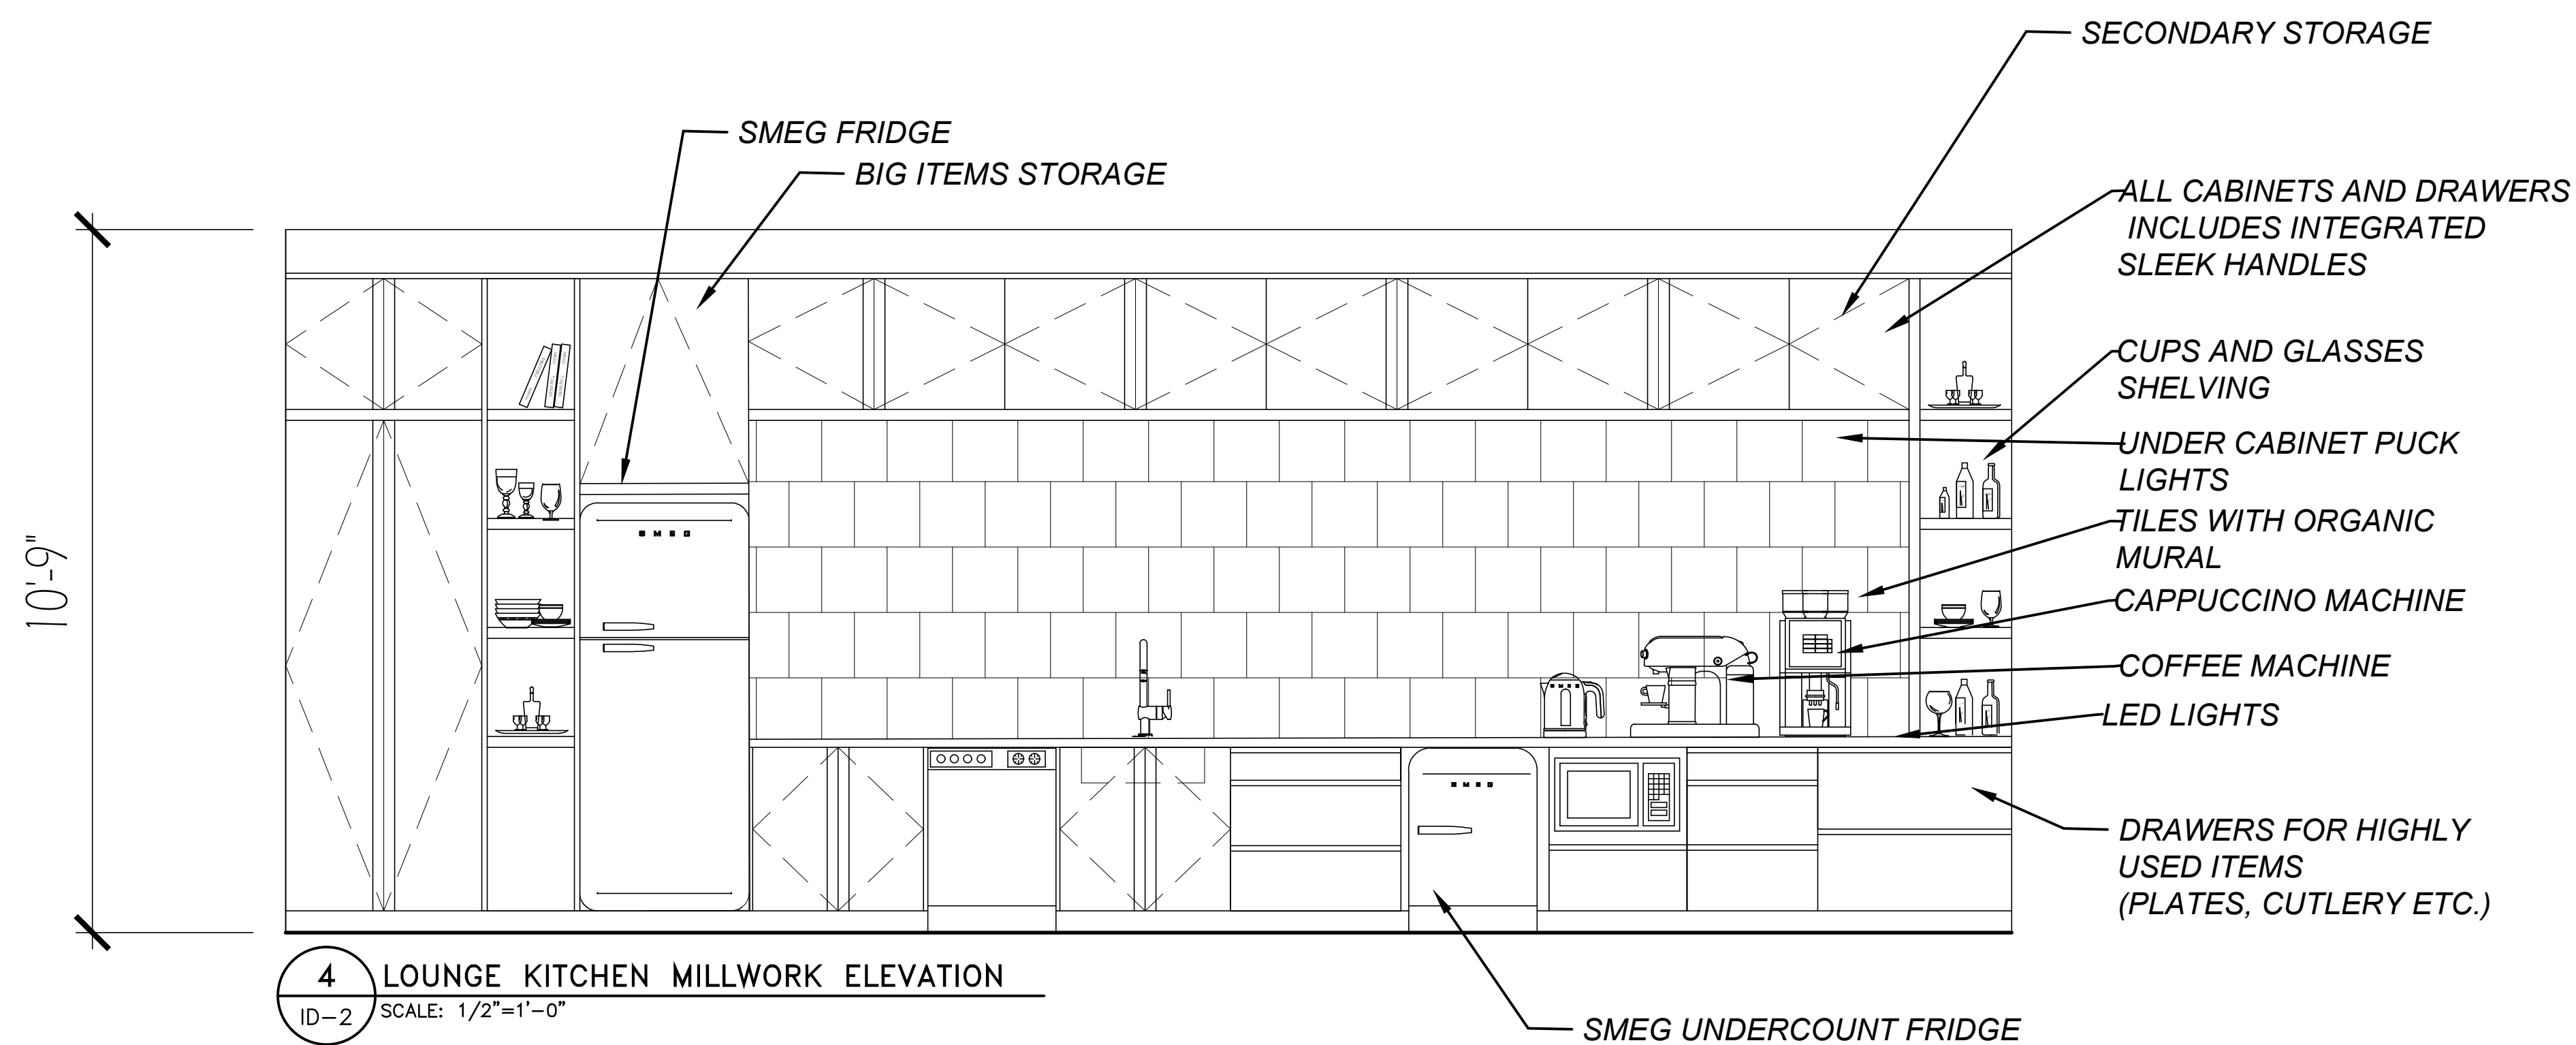 SECONDARY STORAGE
SMEG FRIDGE
BIG ITEMS STORAGE
ALL CABINETS AND DRAWERS
INCLUDES INTEGRATED
SLEEK HANDLES
CUPS AND GLASSES
SHELVING
UNDER CABINET PUCK
LIGHTS
TILES WITH ORGANIC
MURAL
CAPPUCCINO MACHINE
COFFEE MACHINE
LED LIGHTS
DRAWERS FOR HIGHLY
USED ITEMS
(PLATES, CUTLERY ETC.)
SMEG UNDERCOUNT FRIDGE
10'-9"
SMEG
SMEG
SMEG
4
LOUNGE KITCHEN MILLWORK ELEVATION
ID-2
SCALE: 1/2"=1'-0"